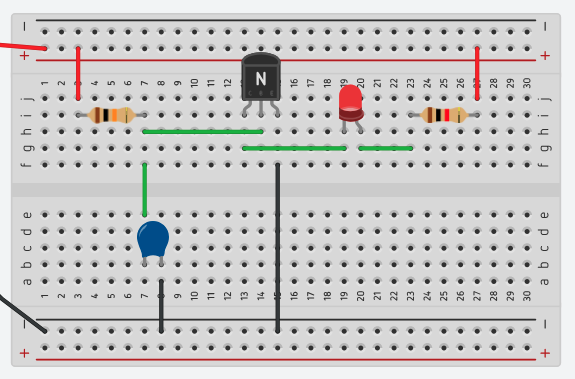 − −
+ +
1 2 3 4 5 6 7 8 9 10 11 12 13 14 15 16 17 18 19 20 21 22 23 24 25 26 27 28 29 30
N
j j
i i
h h
g g
f f
e e
d d
c c
b b
a a
1 2 3 4 5 6 7 8 9 10 11 12 13 14 15 16 17 18 19 20 21 22 23 24 25 26 27 28 29 30
− −
+ +